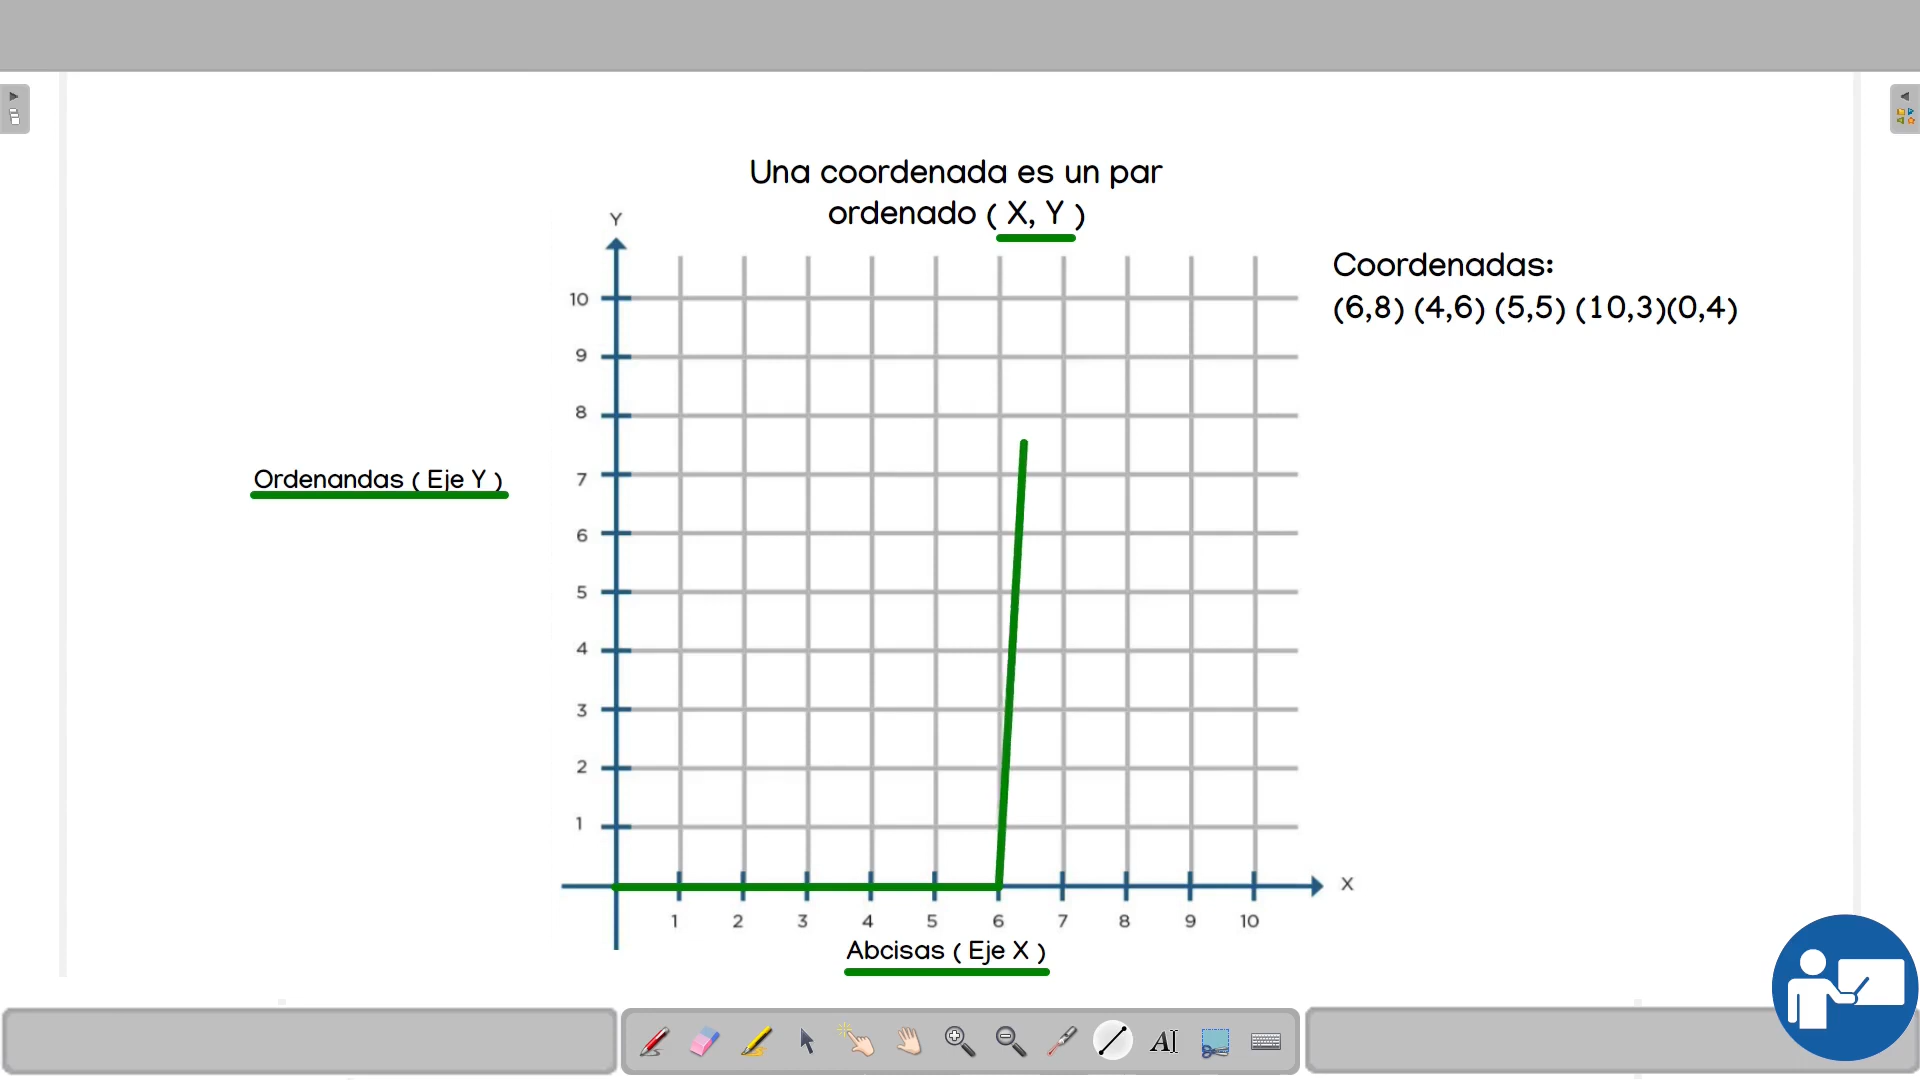 Una coordenada es un par
ordenado ( X, Y )
Y
Coordenadas:
(6,8) (4,6) (5,5) (10,3)(0,4)
10
9
8
7
6
5
4
3
2
1
Ordenandas ( Eje Y )
X
1 2 3 4 5 6 7 8 9 10
Abcisas ( Eje X )
AI